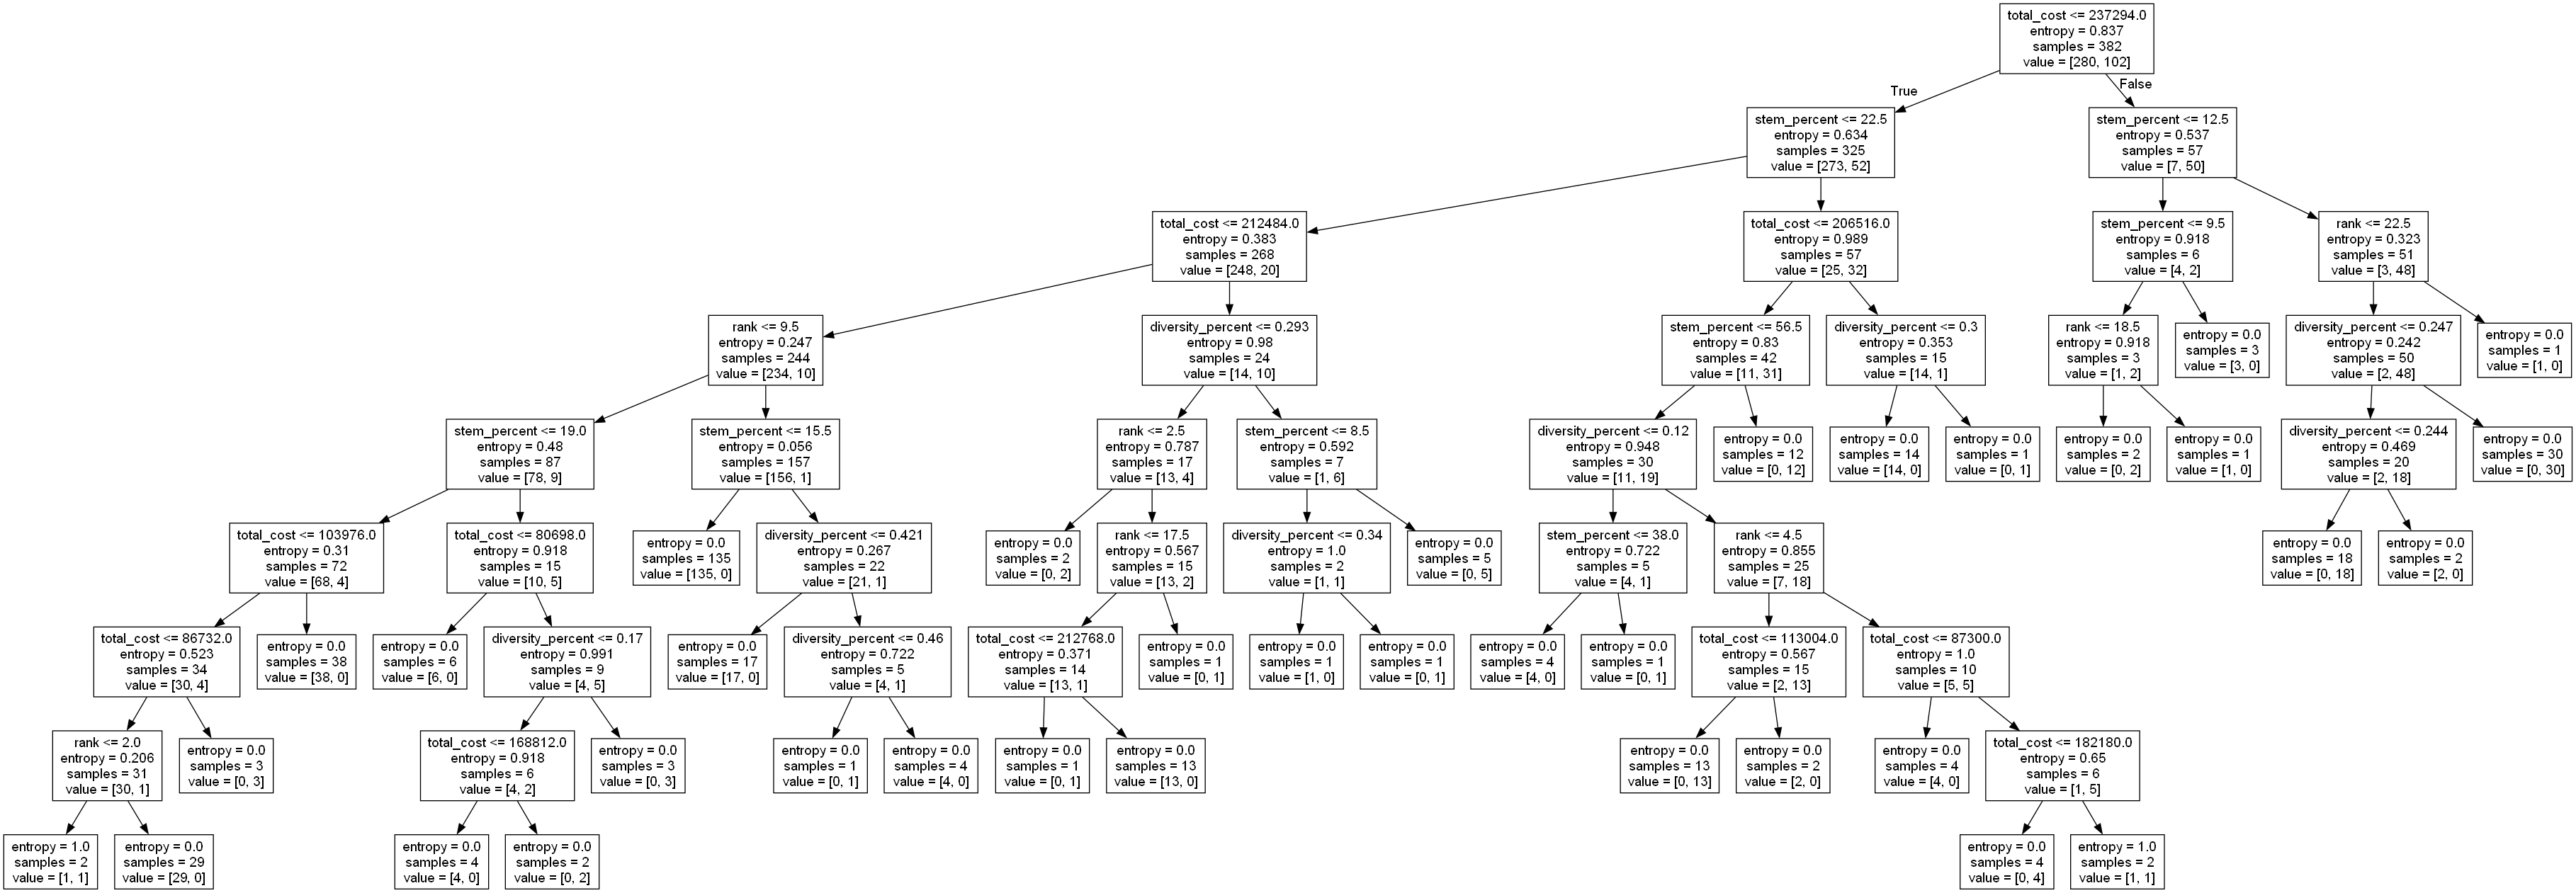 total_cost <= 237294.0
entropy = 0.837
samples = 382
value = [280, 102]
True
False
stem_percent <= 22.5
entropy = 0.634
samples = 325
value = [273, 52]
stem_percent <= 12.5
entropy = 0.537
samples = 57
value = [7, 50]
total_cost <= 212484.0
entropy = 0.383
samples = 268
value = [248, 20]
total_cost <= 206516.0
entropy = 0.989
samples = 57
value = [25, 32]
stem_percent <= 9.5
entropy = 0.918
samples = 6
value = [4, 2]
rank <= 22.5
entropy = 0.323
samples = 51
value = [3, 48]
rank <= 9.5
entropy = 0.247
samples = 244
value = [234, 10]
diversity_percent <= 0.293
entropy = 0.98
samples = 24
value = [14, 10]
stem_percent <= 56.5
entropy = 0.83
samples = 42
value = [11, 31]
diversity_percent <= 0.3
entropy = 0.353
samples = 15
value = [14, 1]
rank <= 18.5
entropy = 0.918
samples = 3
value = [1, 2]
entropy = 0.0
samples = 3
value = [3, 0]
diversity_percent <= 0.247
entropy = 0.242
samples = 50
value = [2, 48]
entropy = 0.0
samples = 1
value = [1, 0]
stem_percent <= 19.0
entropy = 0.48
samples = 87
value = [78, 9]
stem_percent <= 15.5
entropy = 0.056
samples = 157
value = [156, 1]
rank <= 2.5
entropy = 0.787
samples = 17
value = [13, 4]
stem_percent <= 8.5
entropy = 0.592
samples = 7
value = [1, 6]
diversity_percent <= 0.12
entropy = 0.948
samples = 30
value = [11, 19]
entropy = 0.0
samples = 12
value = [0, 12]
entropy = 0.0
samples = 14
value = [14, 0]
entropy = 0.0
samples = 1
value = [0, 1]
entropy = 0.0
samples = 2
value = [0, 2]
entropy = 0.0
samples = 1
value = [1, 0]
diversity_percent <= 0.244
entropy = 0.469
samples = 20
value = [2, 18]
entropy = 0.0
samples = 30
value = [0, 30]
total_cost <= 103976.0
entropy = 0.31
samples = 72
value = [68, 4]
total_cost <= 80698.0
entropy = 0.918
samples = 15
value = [10, 5]
entropy = 0.0
samples = 135
value = [135, 0]
diversity_percent <= 0.421
entropy = 0.267
samples = 22
value = [21, 1]
entropy = 0.0
samples = 2
value = [0, 2]
rank <= 17.5
entropy = 0.567
samples = 15
value = [13, 2]
diversity_percent <= 0.34
entropy = 1.0
samples = 2
value = [1, 1]
entropy = 0.0
samples = 5
value = [0, 5]
stem_percent <= 38.0
entropy = 0.722
samples = 5
value = [4, 1]
rank <= 4.5
entropy = 0.855
samples = 25
value = [7, 18]
entropy = 0.0
samples = 18
value = [0, 18]
entropy = 0.0
samples = 2
value = [2, 0]
total_cost <= 86732.0
entropy = 0.523
samples = 34
value = [30, 4]
entropy = 0.0
samples = 38
value = [38, 0]
entropy = 0.0
samples = 6
value = [6, 0]
diversity_percent <= 0.17
entropy = 0.991
samples = 9
value = [4, 5]
entropy = 0.0
samples = 17
value = [17, 0]
diversity_percent <= 0.46
entropy = 0.722
samples = 5
value = [4, 1]
total_cost <= 212768.0
entropy = 0.371
samples = 14
value = [13, 1]
entropy = 0.0
samples = 1
value = [0, 1]
entropy = 0.0
samples = 1
value = [1, 0]
entropy = 0.0
samples = 1
value = [0, 1]
entropy = 0.0
samples = 4
value = [4, 0]
entropy = 0.0
samples = 1
value = [0, 1]
total_cost <= 113004.0
entropy = 0.567
samples = 15
value = [2, 13]
total_cost <= 87300.0
entropy = 1.0
samples = 10
value = [5, 5]
rank <= 2.0
entropy = 0.206
samples = 31
value = [30, 1]
entropy = 0.0
samples = 3
value = [0, 3]
total_cost <= 168812.0
entropy = 0.918
samples = 6
value = [4, 2]
entropy = 0.0
samples = 3
value = [0, 3]
entropy = 0.0
samples = 1
value = [0, 1]
entropy = 0.0
samples = 4
value = [4, 0]
entropy = 0.0
samples = 1
value = [0, 1]
entropy = 0.0
samples = 13
value = [13, 0]
entropy = 0.0
samples = 13
value = [0, 13]
entropy = 0.0
samples = 2
value = [2, 0]
entropy = 0.0
samples = 4
value = [4, 0]
total_cost <= 182180.0
entropy = 0.65
samples = 6
value = [1, 5]
entropy = 1.0
samples = 2
value = [1, 1]
entropy = 0.0
samples = 29
value = [29, 0]
entropy = 0.0
samples = 4
value = [4, 0]
entropy = 0.0
samples = 2
value = [0, 2]
entropy = 0.0
samples = 4
value = [0, 4]
entropy = 1.0
samples = 2
value = [1, 1]